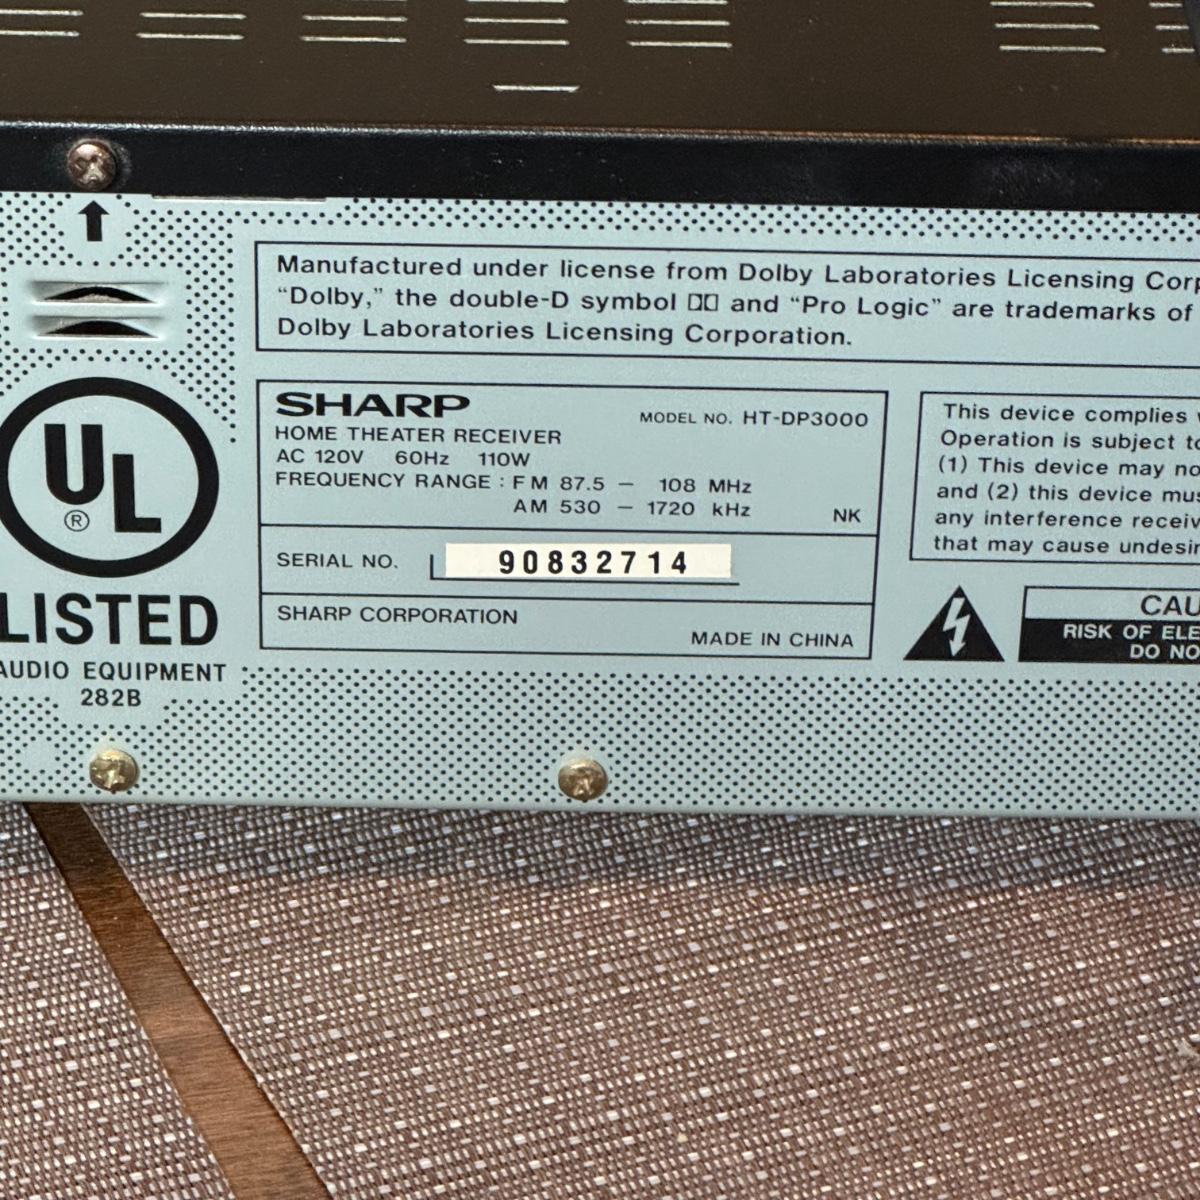 Manufactured under license from Dolby Laboratories Licensing Corp
“Dolby,” the double-D symbol and “Pro Logic” are trademarks of
Dolby Laboratories Licensing Corporation.
UL
®
LISTED
AUDIO EQUIPMENT
282B
SHARP
MODEL NO. HT-DP3000
HOME THEATER RECEIVER
AC 120V 60Hz 110W
FREQUENCY RANGE : FM 87.5 – 108 MHz
AM 530 – 1720 kHz
NK
SERIAL NO. 90832714
SHARP CORPORATION
MADE IN CHINA
This device complies
Operation is subject to
(1) This device may no
and (2) this device mus
any interference receiv
that may cause undesir
CAU
RISK OF ELE
DO NO